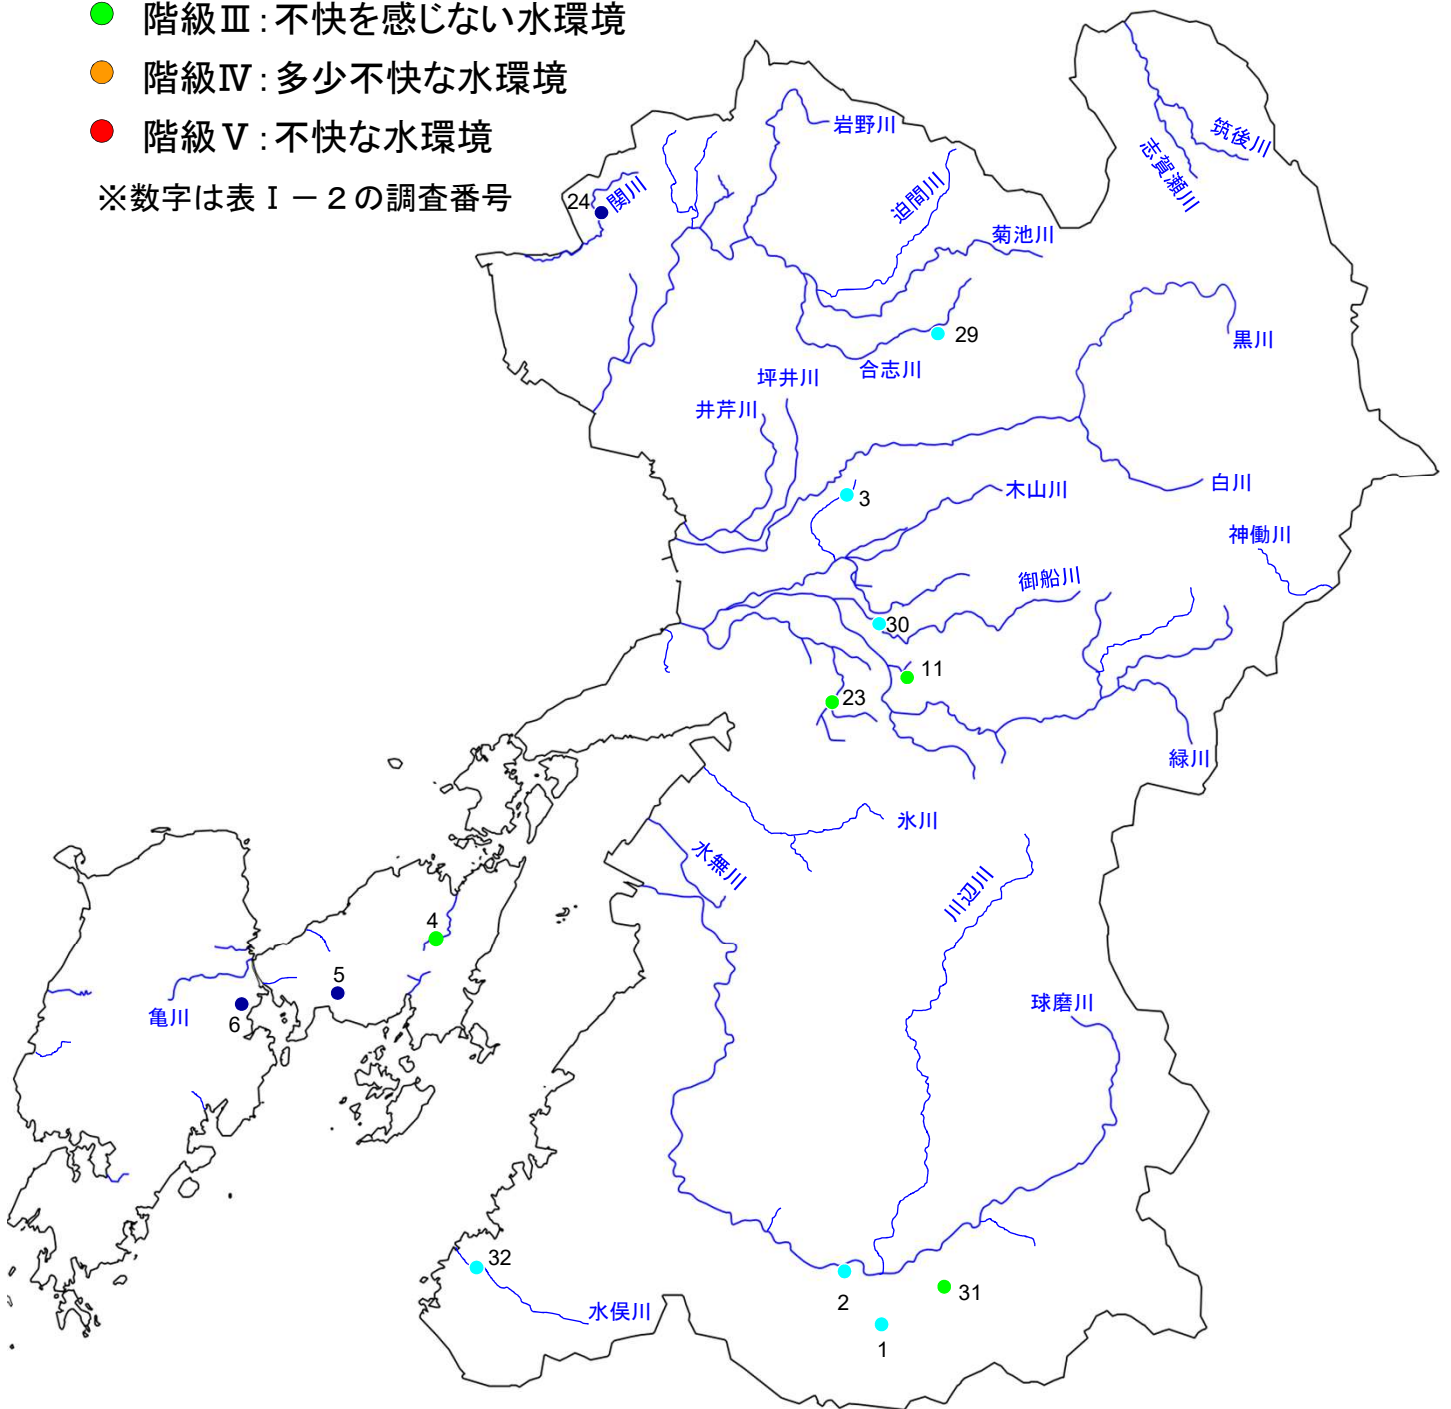 階級Ⅲ：不快を感じない水環境
階級Ⅳ：多少不快な水環境
階級Ⅴ：不快な水環境
※数字は表Ⅰ－２の調査番号
岩野川
筑後川
志賀瀬川
関川
24
迫間川
菊池川
29
合志川
黒川
坪井川
井芹川
白川
3
木山川
神働川
御船川
30
11
23
緑川
氷川
水無川
川辺川
4
5
6
亀川
球磨川
32
水俣川
2
31
1